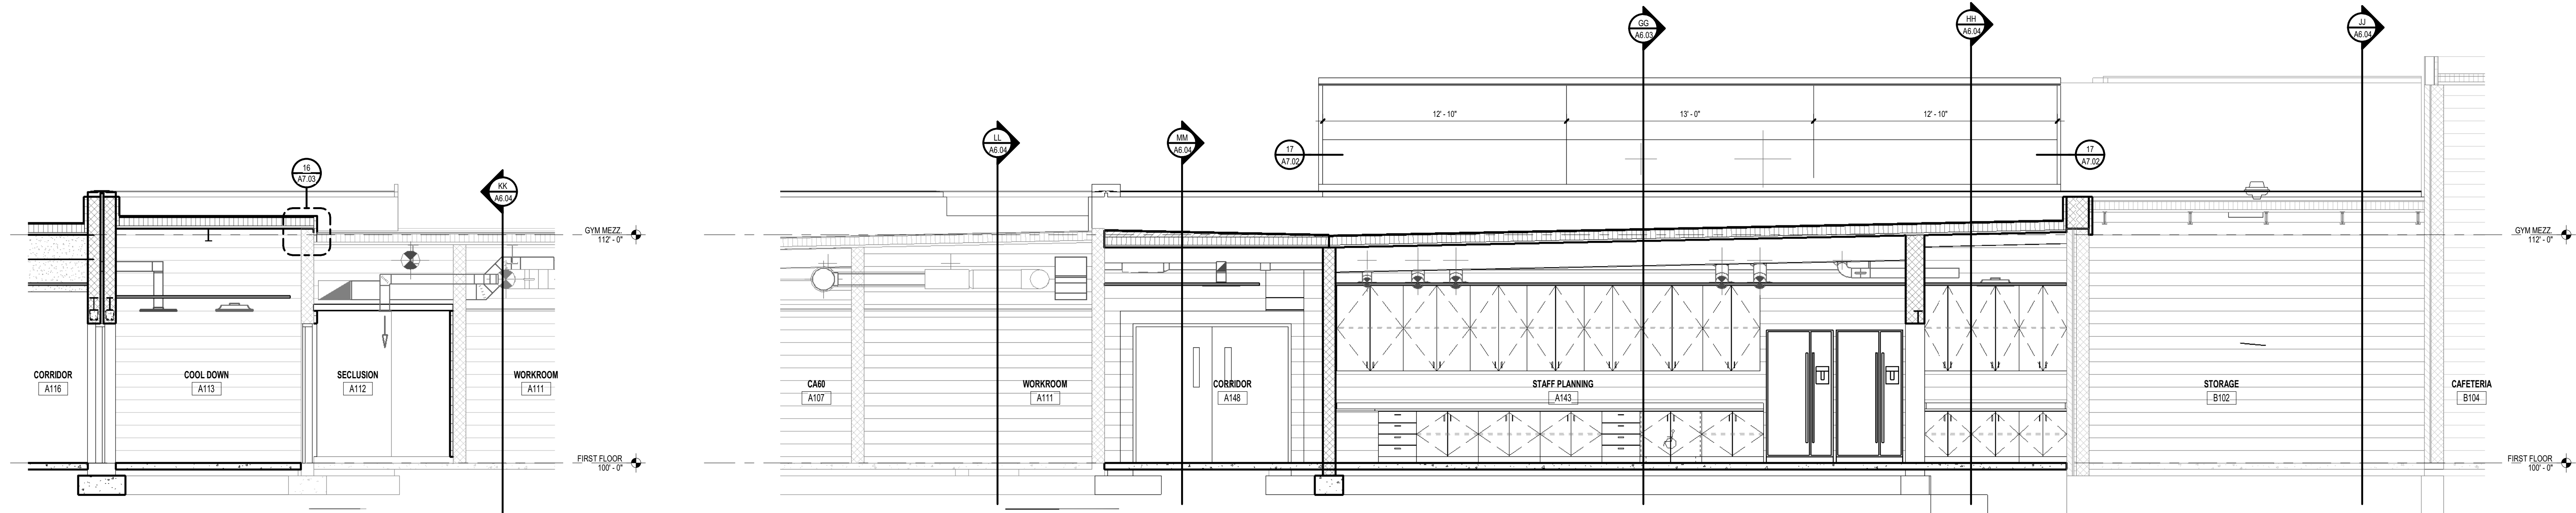 16
A7.03
KK
A6.04
GYM MEZZ.
112' - 0"
CORRIDOR
A116
COOL DOWN
A113
SECLUSION
A112
WORKROOM
A111
FIRST FLOOR
100' - 0"
LL
A6.04
MM
A6.04
GG
A6.03
HH
A6.04
JJ
A6.04
12' - 10"
13' - 0"
12' - 10"
17
A7.02
17
A7.02
GYM MEZZ.
112' - 0"
CA60
A107
WORKROOM
A111
CORRIDOR
A148
STAFF PLANNING
A143
STORAGE
B102
CAFETERIA
B104
FIRST FLOOR
100' - 0"